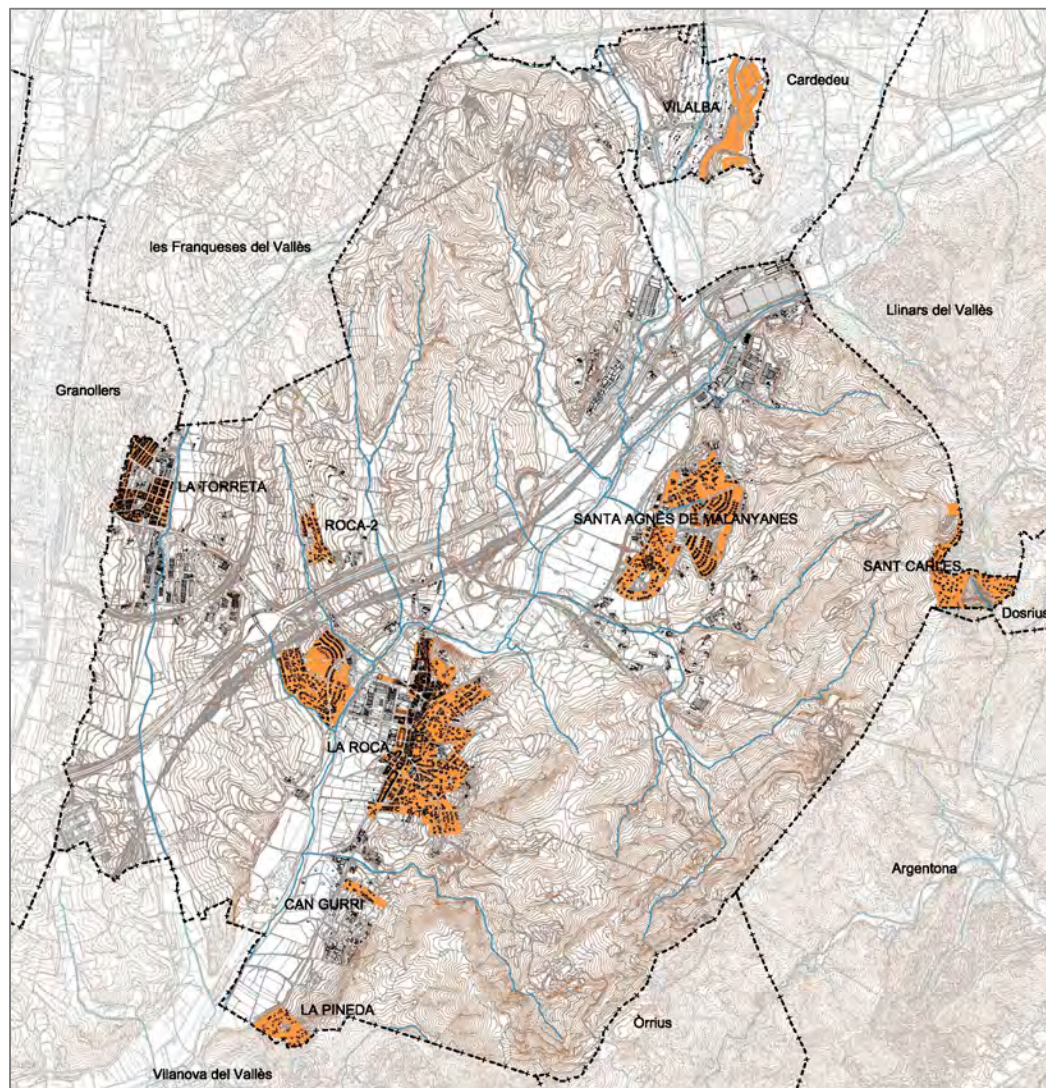 Cardedeu
VILALBA
les Franqueses del Vallès
Llinars del Vallès
Granollers
LA TORRETA
ROCA-2
SANTA AGNÈS DE MALANYANES
SANT CARLES
Dosrius
LA ROCA
Argentona
CAN GURRI
LA PINEDA
Òrrius
Vilanova del Vallès